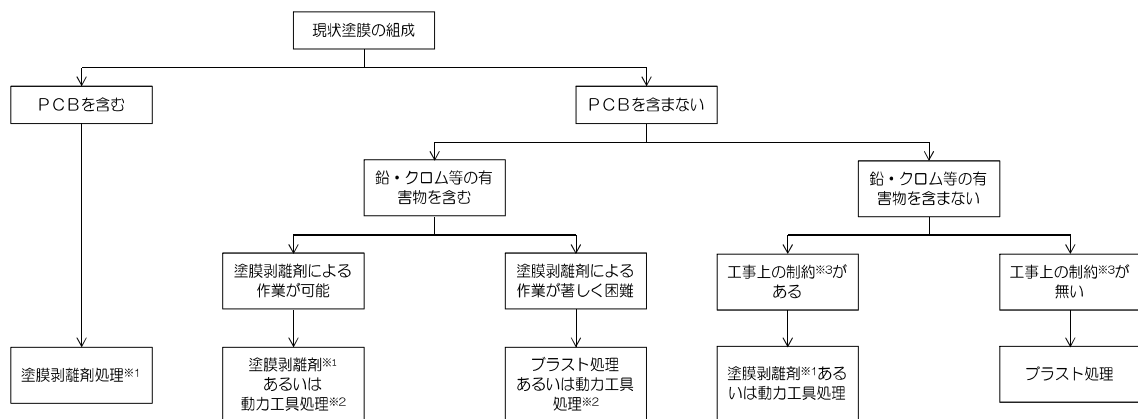 現状塗膜の組成
ＰＣＢを含む
ＰＣＢを含まない
鉛・クロム等の有
害物を含む
鉛・クロム等の有
害物を含まない
塗膜剥離剤による
作業が可能
塗膜剥離剤による
作業が著しく困難
工事上の制約※3が
ある
工事上の制約※3が
無い
塗膜剥離剤処理※1
塗膜剥離剤※1
あるいは
動力工具処理※2
ブラスト処理
あるいは動力工具
処理※2
塗膜剥離剤※1ある
いは動力工具処理
ブラスト処理